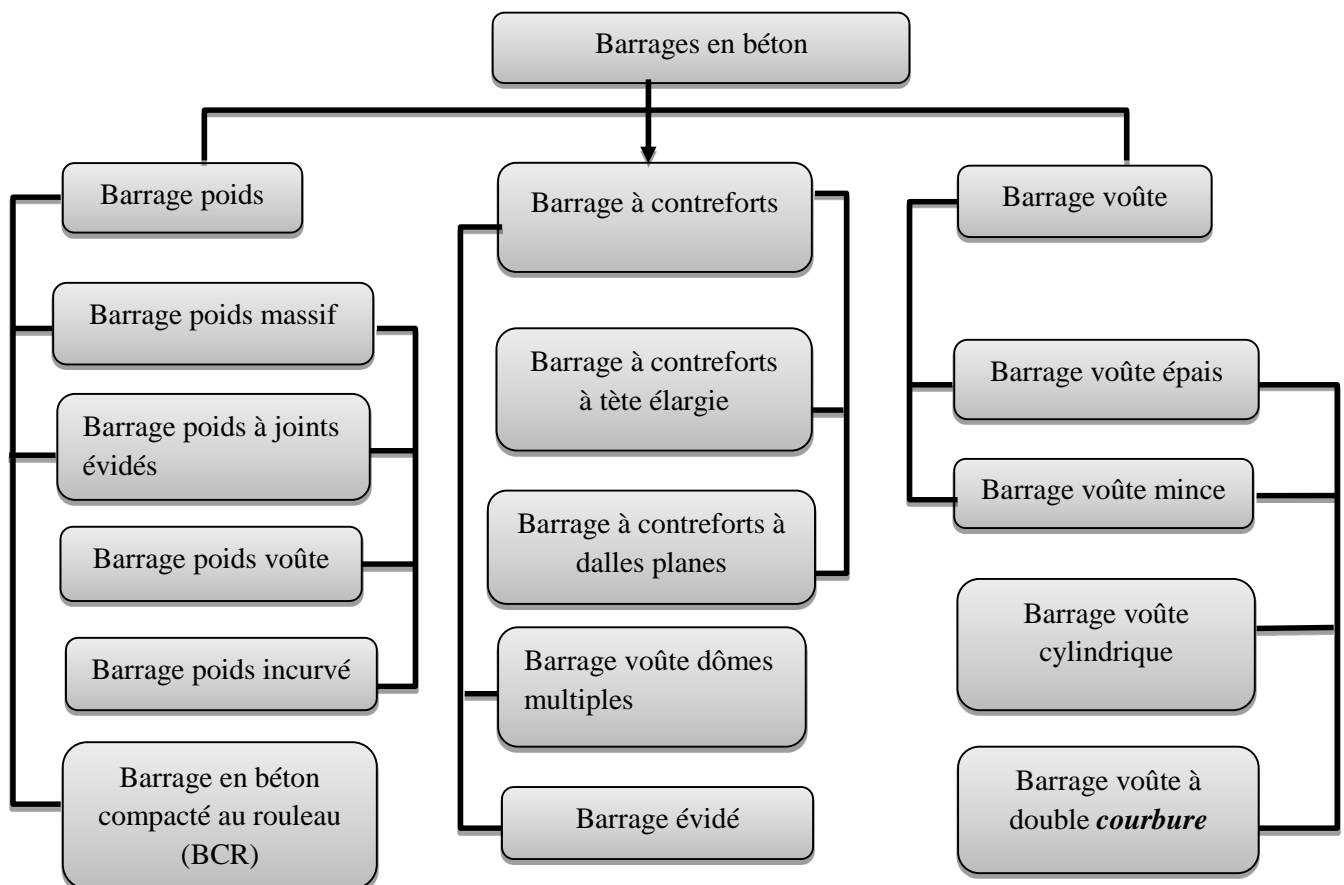 Barrages en béton
Barrage poids
Barrage poids massif
Barrage poids à joints
évidés
Barrage poids voûte
Barrage poids incurvé
Barrage en béton
compacté au rouleau
(BCR)
Barrage à contreforts
Barrage à contreforts
à tète élargie
Barrage à contreforts à
dalles planes
Barrage voûte dômes
multiples
Barrage évidé
Barrage voûte
Barrage voûte épais
Barrage voûte mince
Barrage voûte
cylindrique
Barrage voûte à
double courbure